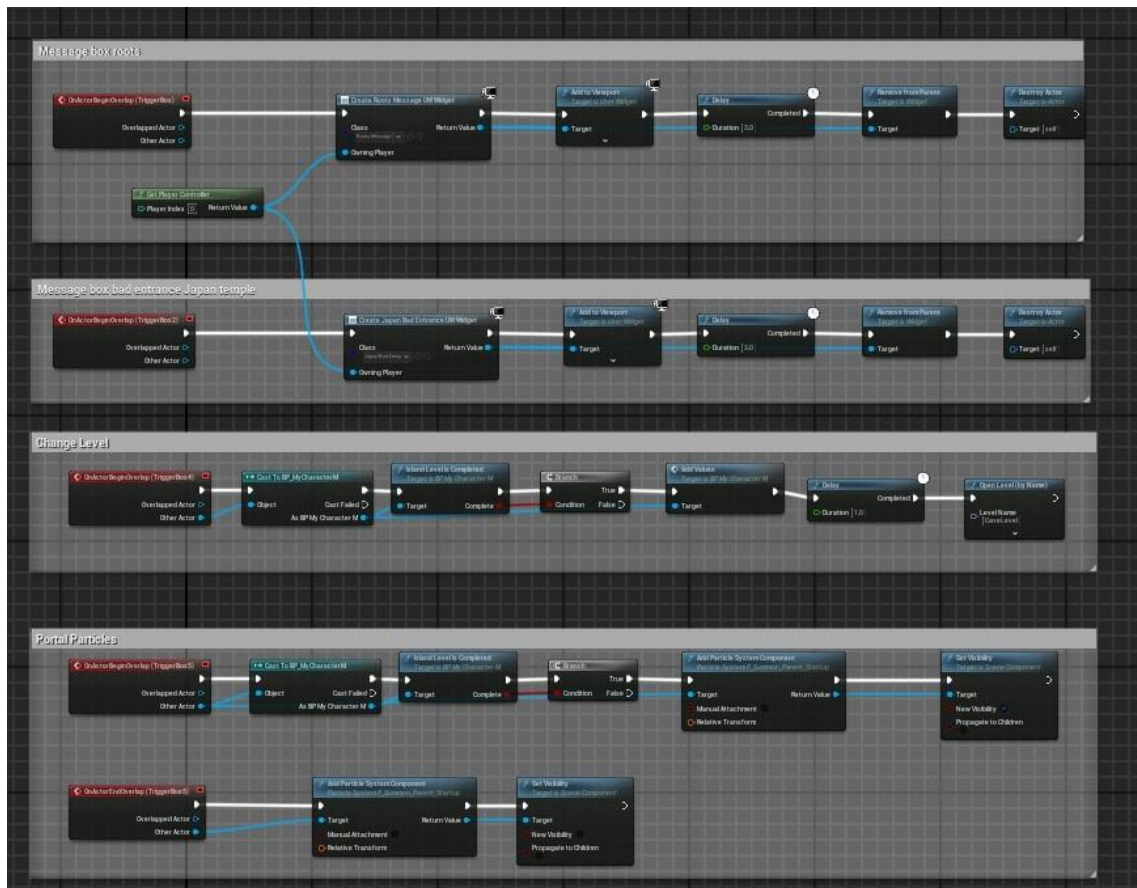 Message box roots
OnActorBeginOverlap (TriggerBox)
Overlapped Actor
Other Actor
Create Roots Message UW Widget
Class
Return Value
Owning Player
Add to Viewport
Target is User Widget
Target
Delay
Completed
Duration 3,0
Remove from Parent
Target is Widget
Target
Destroy Actor
Target is Actor
Target self
Get Player Controller
Player Index 0
Return Value
Message box bad entrance Japan temple
OnActorBeginOverlap (TriggerBox2)
Overlapped Actor
Other Actor
Create Japan Bad Entrance UW Widget
Class
Return Value
Owning Player
Add to Viewport
Target is User Widget
Target
Delay
Completed
Duration 3,0
Remove from Parent
Target is Widget
Target
Destroy Actor
Target is Actor
Target self
Change Level
OnActorBeginOverlap (TriggerBox4)
Overlapped Actor
Other Actor
Cast To BP_MyCharacterM
Object
Cast Failed
As BP My Character M
Island Level Is Completed
Target is BP My Character M
Target
Complete
Branch
True
Condition
False
Add Values
Target is BP My Character M
Target
Delay
Completed
Duration 1,0
Open Level (by Name)
Level Name
CaveLevel
Portal Particles
OnActorBeginOverlap (TriggerBox5)
Overlapped Actor
Other Actor
Cast To BP_MyCharacterM
Object
Cast Failed
As BP My Character M
Island Level Is Completed
Target is BP My Character M
Target
Complete
Branch
True
Condition
False
Add Particle System Component
Particle System P_Summon_Parent_Startup
Target
Return Value
Manual Attachment
Relative Transform
Set Visibility
Target is Scene Component
Target
New Visibility
Propagate to Children
OnActorEndOverlap (TriggerBox5)
Overlapped Actor
Other Actor
Add Particle System Component
Particle System P_Summon_Parent_Startup
Target
Return Value
Manual Attachment
Relative Transform
Set Visibility
Target is Scene Component
Target
New Visibility
Propagate to Children